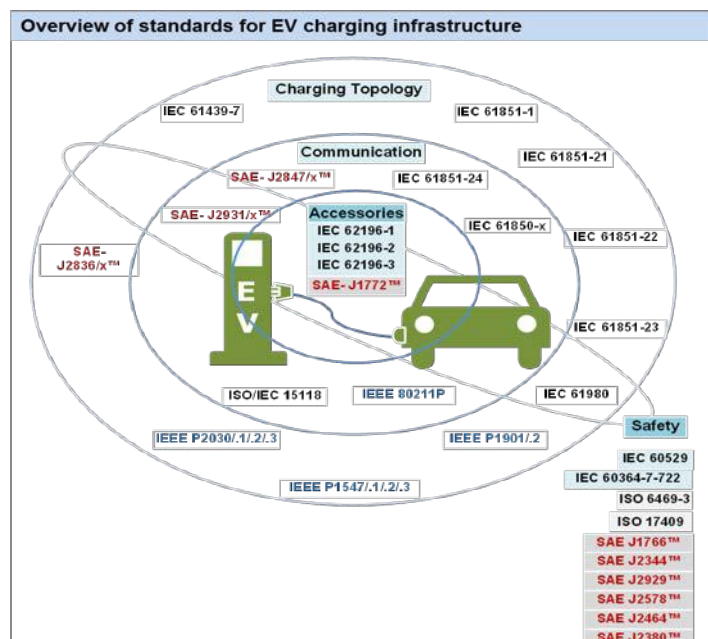 Overview of standards for EV charging infrastructure
Charging Topology
IEC 61439-7
IEC 61851-1
Communication
IEC 61851-21
SAE- J2847/x™
IEC 61851-24
SAE- J2931/x™
Accessories
IEC 62196-1
IEC 62196-2
IEC 62196-3
SAE- J1772™
IEC 61850-x
IEC 61851-22
SAE-
J2836/x™
E
V
IEC 61851-23
ISO/IEC 15118
IEEE 80211P
IEC 61980
IEEE P2030/.1/.2/.3
IEEE P1901/.2
IEEE P1547/.1/.2/.3
Safety
IEC 60529
IEC 60364-7-722
ISO 6469-3
ISO 17409
SAE J1766™
SAE J2344™
SAE J2929™
SAE J2578™
SAE J2464™
SAE J2380™